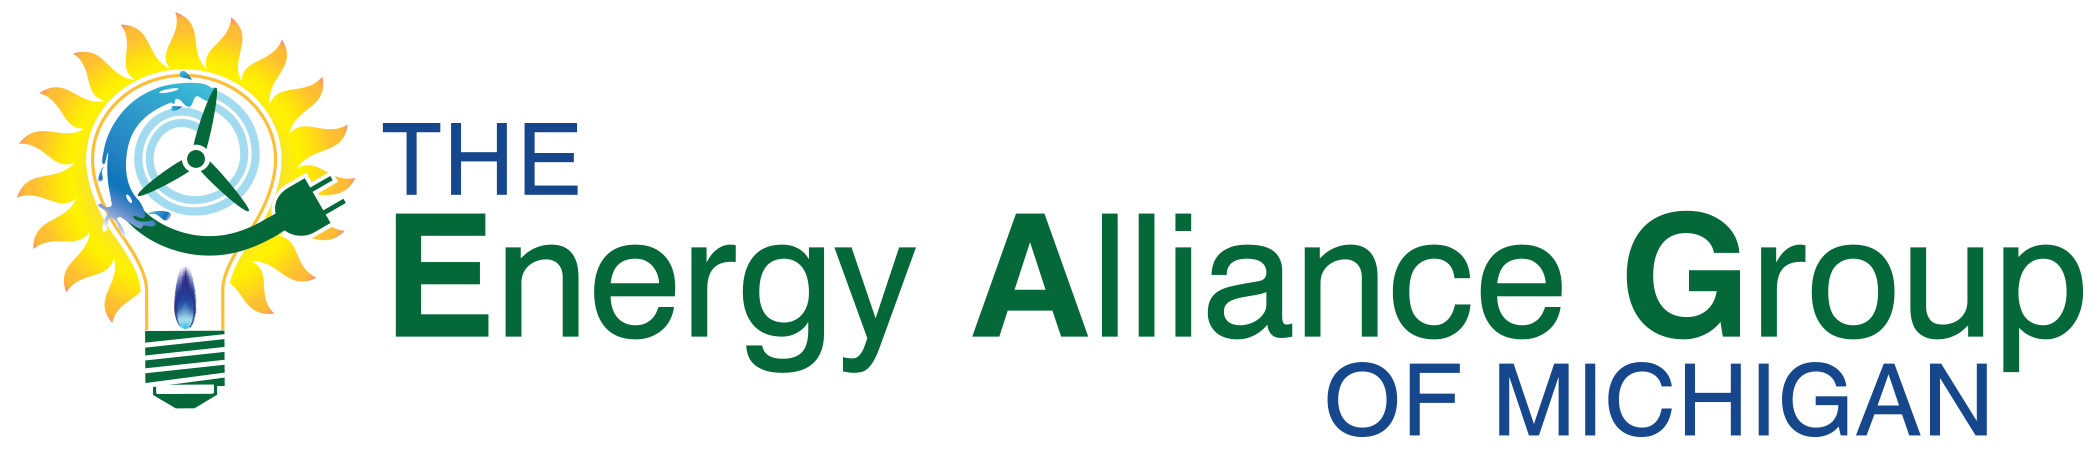 THE
Energy Alliance Group
OF MICHIGAN